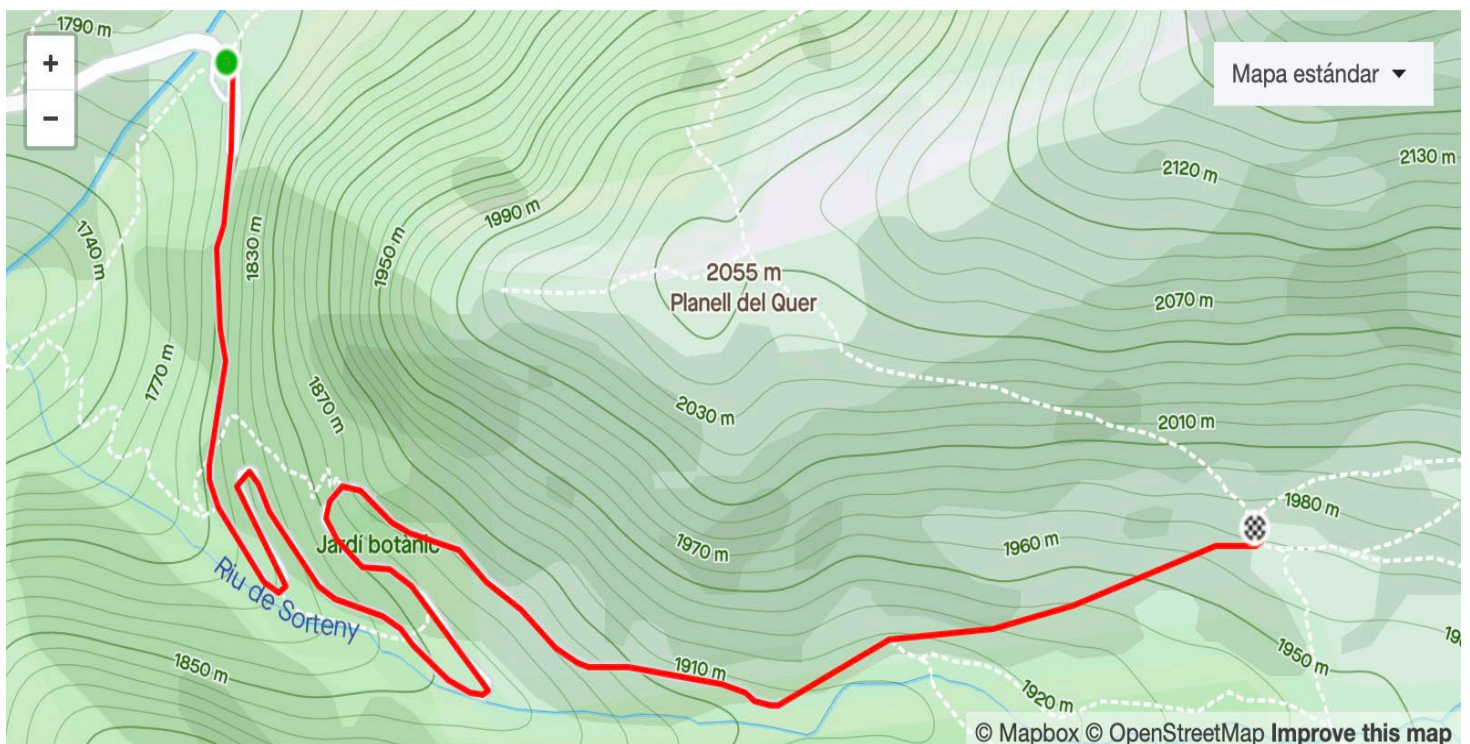 1790 m
+
−
Mapa estándar
2130 m
2120 m
1990 m
1740 m
1830 m
1950 m
2055 m
Planell del Quer
2070 m
1770 m
1870 m
2030 m
2010 m
1980 m
Jardí botànic
1970 m
1960 m
Riu de Sorteny
1850 m
1910 m
1950 m
1920 m
© Mapbox © OpenStreetMap Improve this map